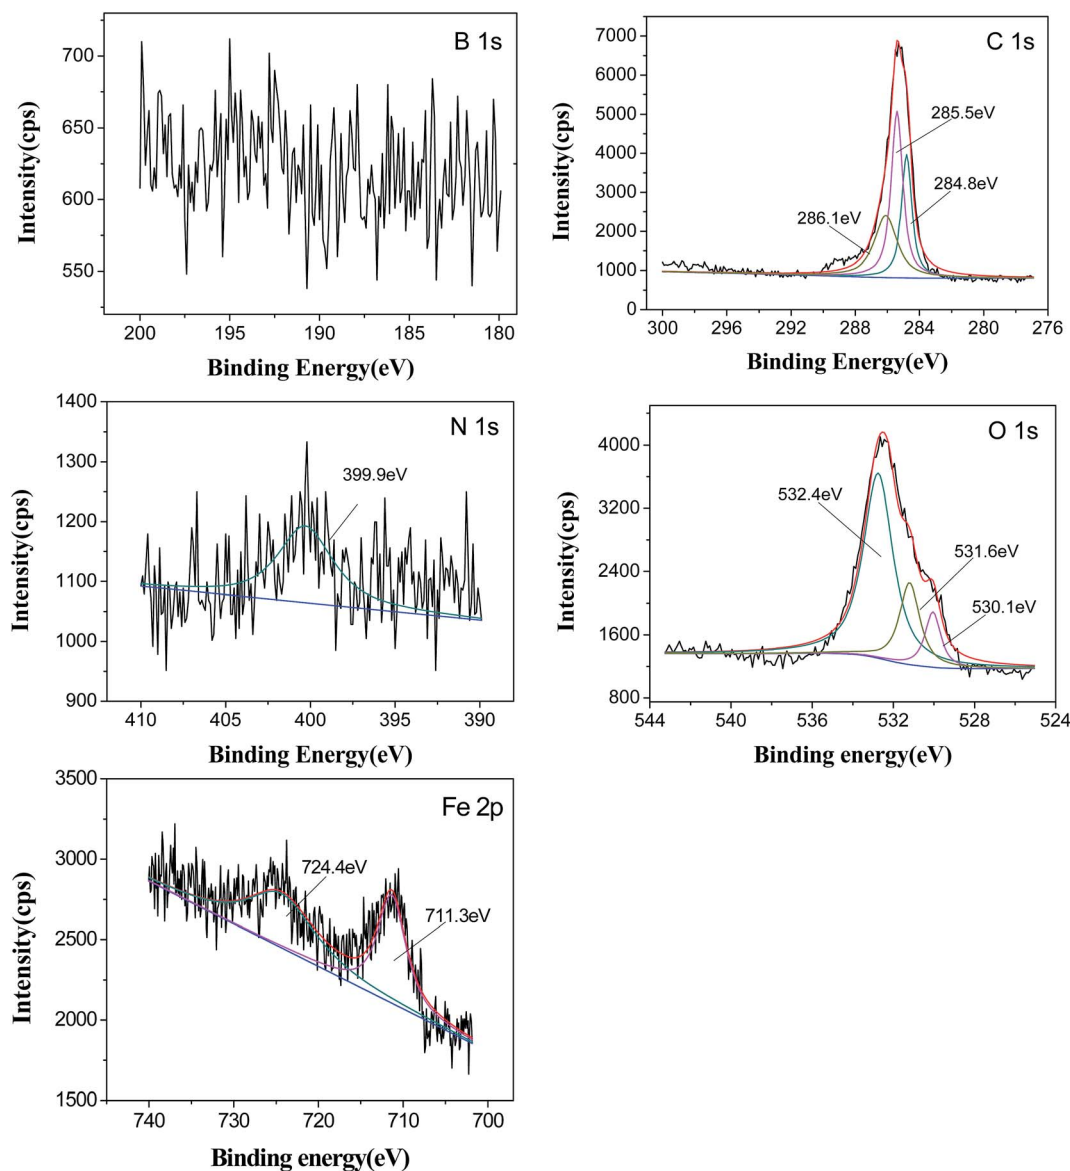 B 1s
700
650
600
550
Intensity(cps)
200 195 190 185 180
Binding Energy(eV)
C 1s
7000
6000
5000
4000
3000
2000
1000
0
Intensity(cps)
285.5eV
284.8eV
286.1eV
300 296 292 288 284 280 276
Binding Energy(eV)
N 1s
1400
1300
1200
1100
1000
900
Intensity(cps)
399.9eV
410 405 400 395 390
Binding Energy(eV)
O 1s
4000
3200
2400
1600
800
Intensity(cps)
532.4eV
531.6eV
530.1eV
544 540 536 532 528 524
Binding energy(eV)
Fe 2p
3500
3000
2500
2000
1500
Intensity(cps)
724.4eV
711.3eV
740 730 720 710 700
Binding energy(eV)